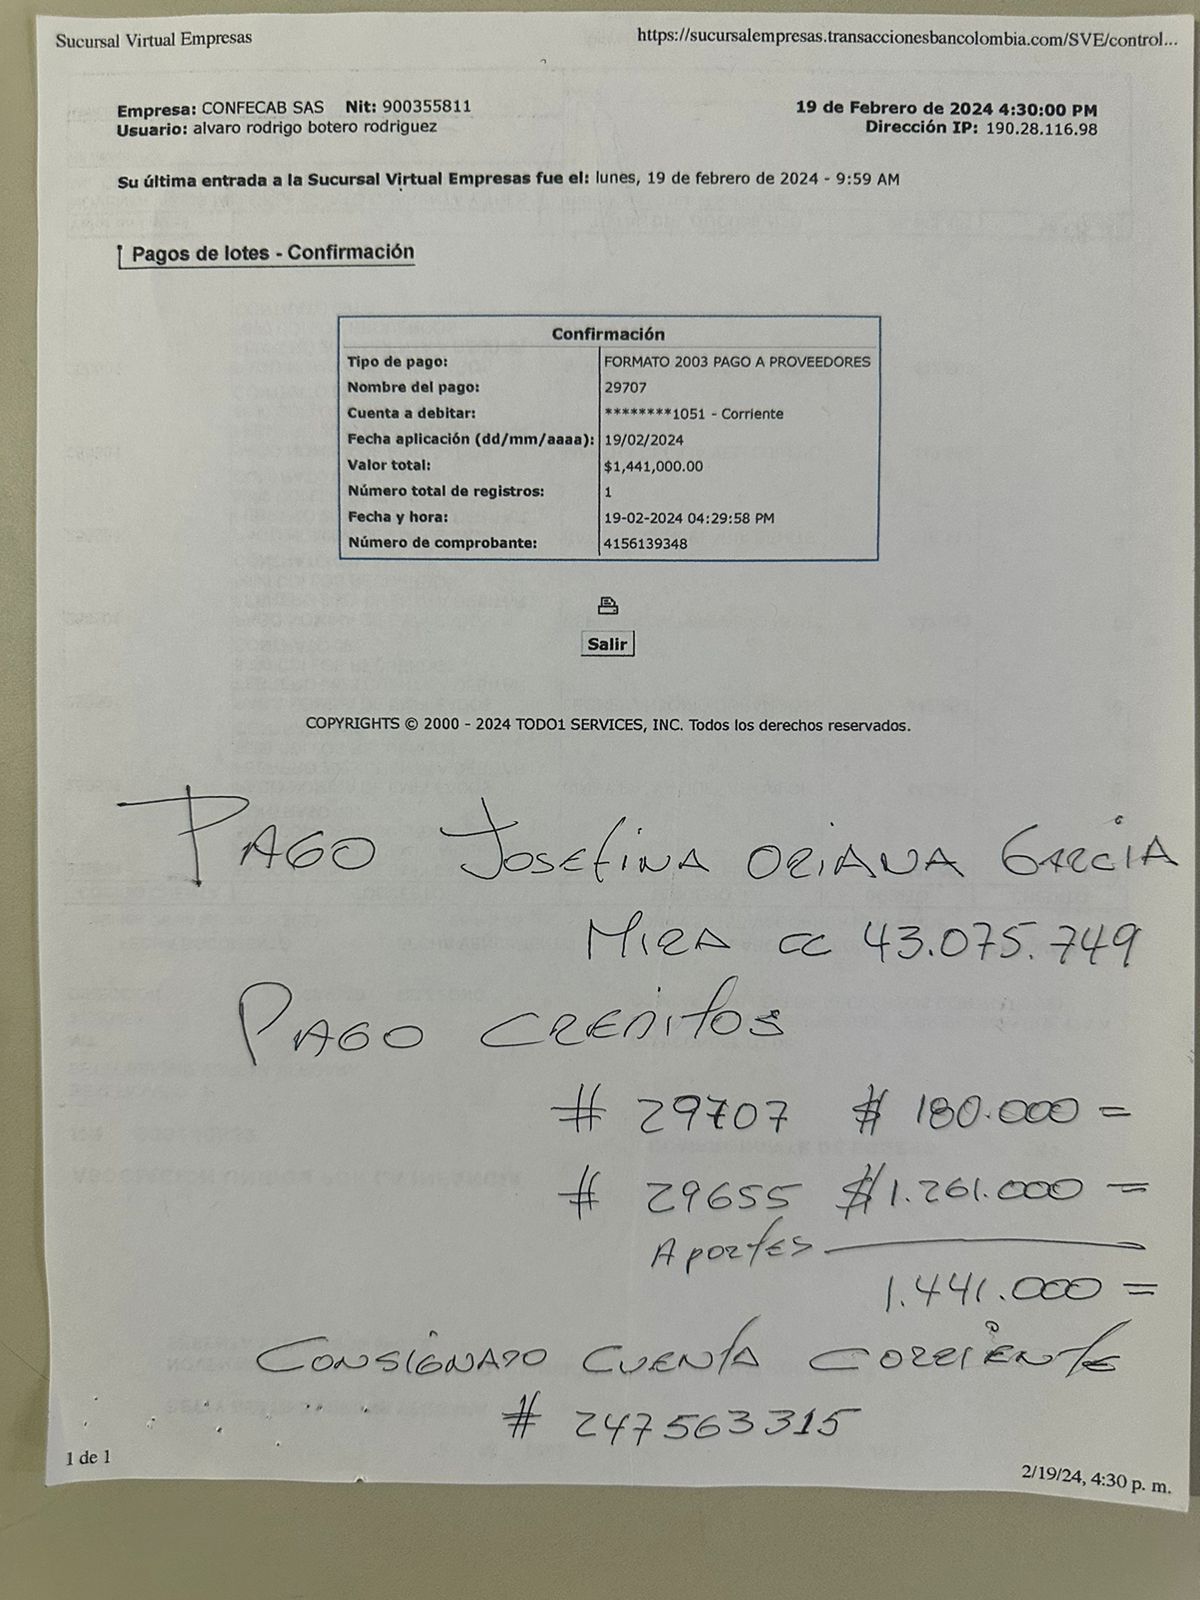 Sucursal Virtual Empresas
https://sucursalempresas.transaccionesbancolombia.com/SVE/control...
Empresa: CONFECAB SAS Nit: 900355811
19 de Febrero de 2024 4:30:00 PM
Usuario: alvaro rodrigo botero rodriguez
Dirección IP: 190.28.116.98
Su última entrada a la Sucursal Virtual Empresas fue el: lunes, 19 de febrero de 2024 - 9:59 AM
Pagos de lotes - Confirmación
Confirmación
Tipo de pago: FORMATO 2003 PAGO A PROVEEDORES
Nombre del pago: 29707
Cuenta a debitar: ********1051 - Corriente
Fecha aplicación (dd/mm/aaaa): 19/02/2024
Valor total: $1,441,000.00
Número total de registros: 1
Fecha y hora: 19-02-2024 04:29:58 PM
Número de comprobante: 4156139348
Salir
COPYRIGHTS © 2000 - 2024 TODO1 SERVICES, INC. Todos los derechos reservados.
PAGO JOSEFINA ORIANA GARCIA
MIRA CC 43.075.749
PAGO CREDITOS
# 29707 $ 180.000 =
# 29655 $ 1.261.000 =
Aportes
1.441.000 =
CONSIGNADO CUENTA CORRIENTE
# 247563315
1 de 1
2/19/24, 4:30 p. m.